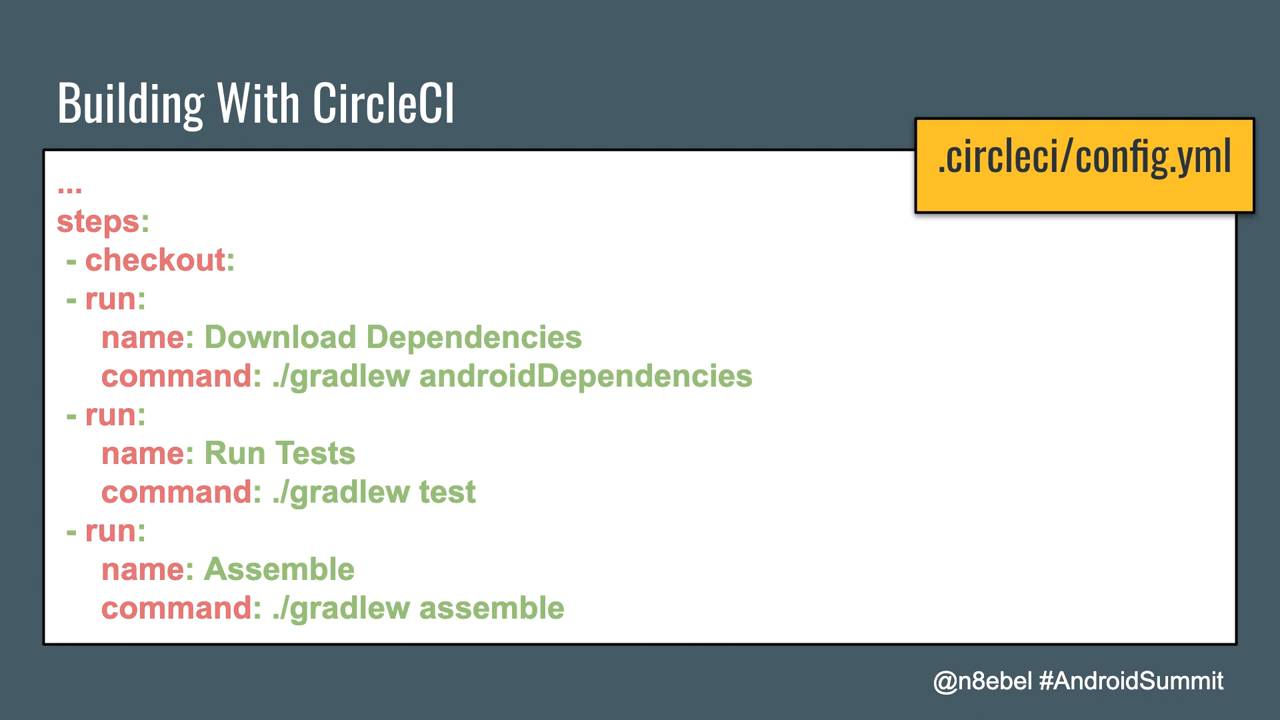 Building With CircleCI
.circleci/config.yml
...
steps:
- checkout:
- run:
name: Download Dependencies
command: ./gradlew androidDependencies
- run:
name: Run Tests
command: ./gradlew test
- run:
name: Assemble
command: ./gradlew assemble
@n8ebel #AndroidSummit